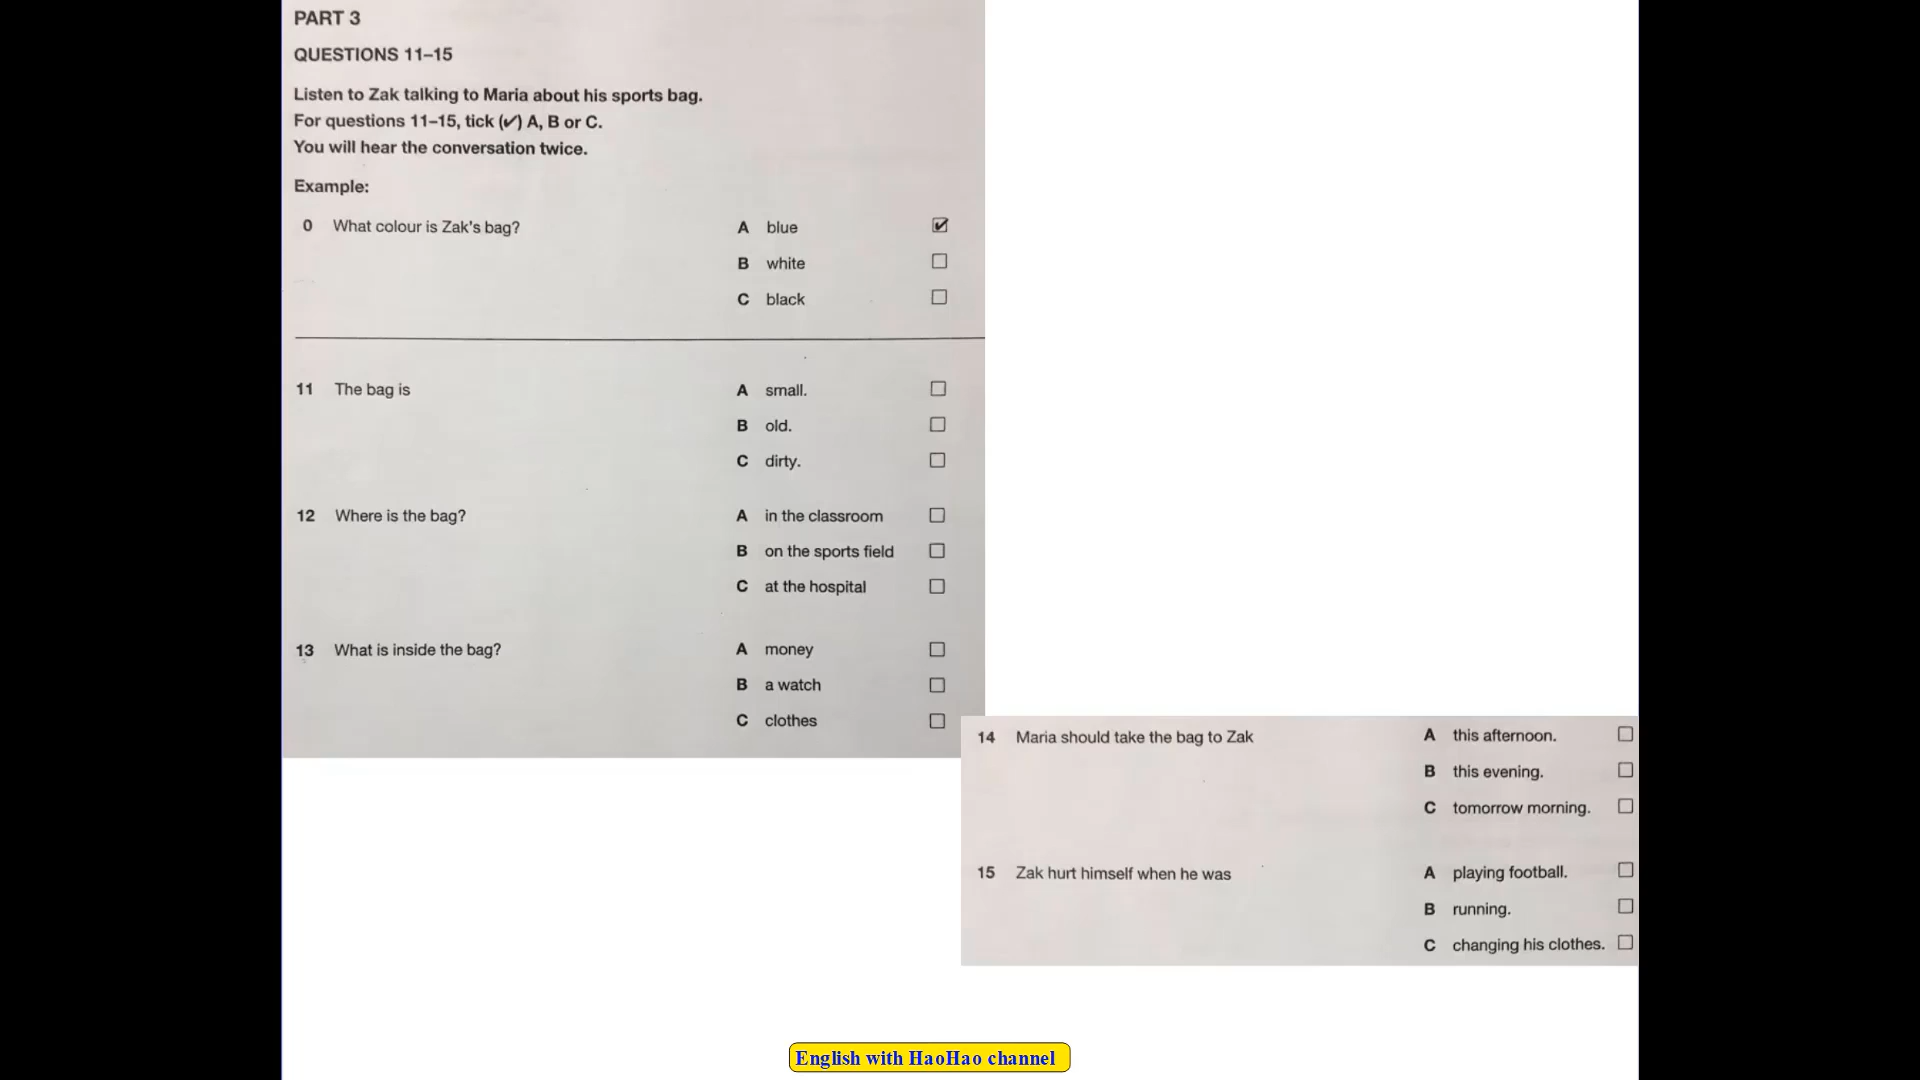 PART 3
QUESTIONS 11–15
Listen to Zak talking to Maria about his sports bag.
For questions 11–15, tick (✔) A, B or C.
You will hear the conversation twice.
Example:
0 What colour is Zak's bag? A blue ✔
B white
C black
11 The bag is A small.
B old.
C dirty.
12 Where is the bag? A in the classroom
B on the sports field
C at the hospital
13 What is inside the bag? A money
B a watch
C clothes
14 Maria should take the bag to Zak A this afternoon.
B this evening.
C tomorrow morning.
15 Zak hurt himself when he was A playing football.
B running.
C changing his clothes.
English with HaoHao channel